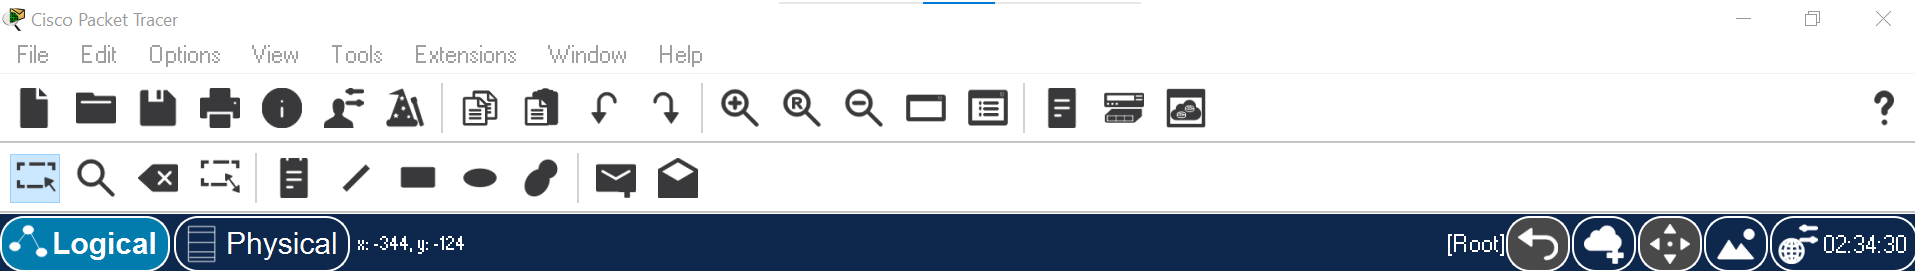 Cisco Packet Tracer
File Edit Options View Tools Extensions Window Help
R
?
Logical Physical x: -344, y: -124 [Root] 02:34:30